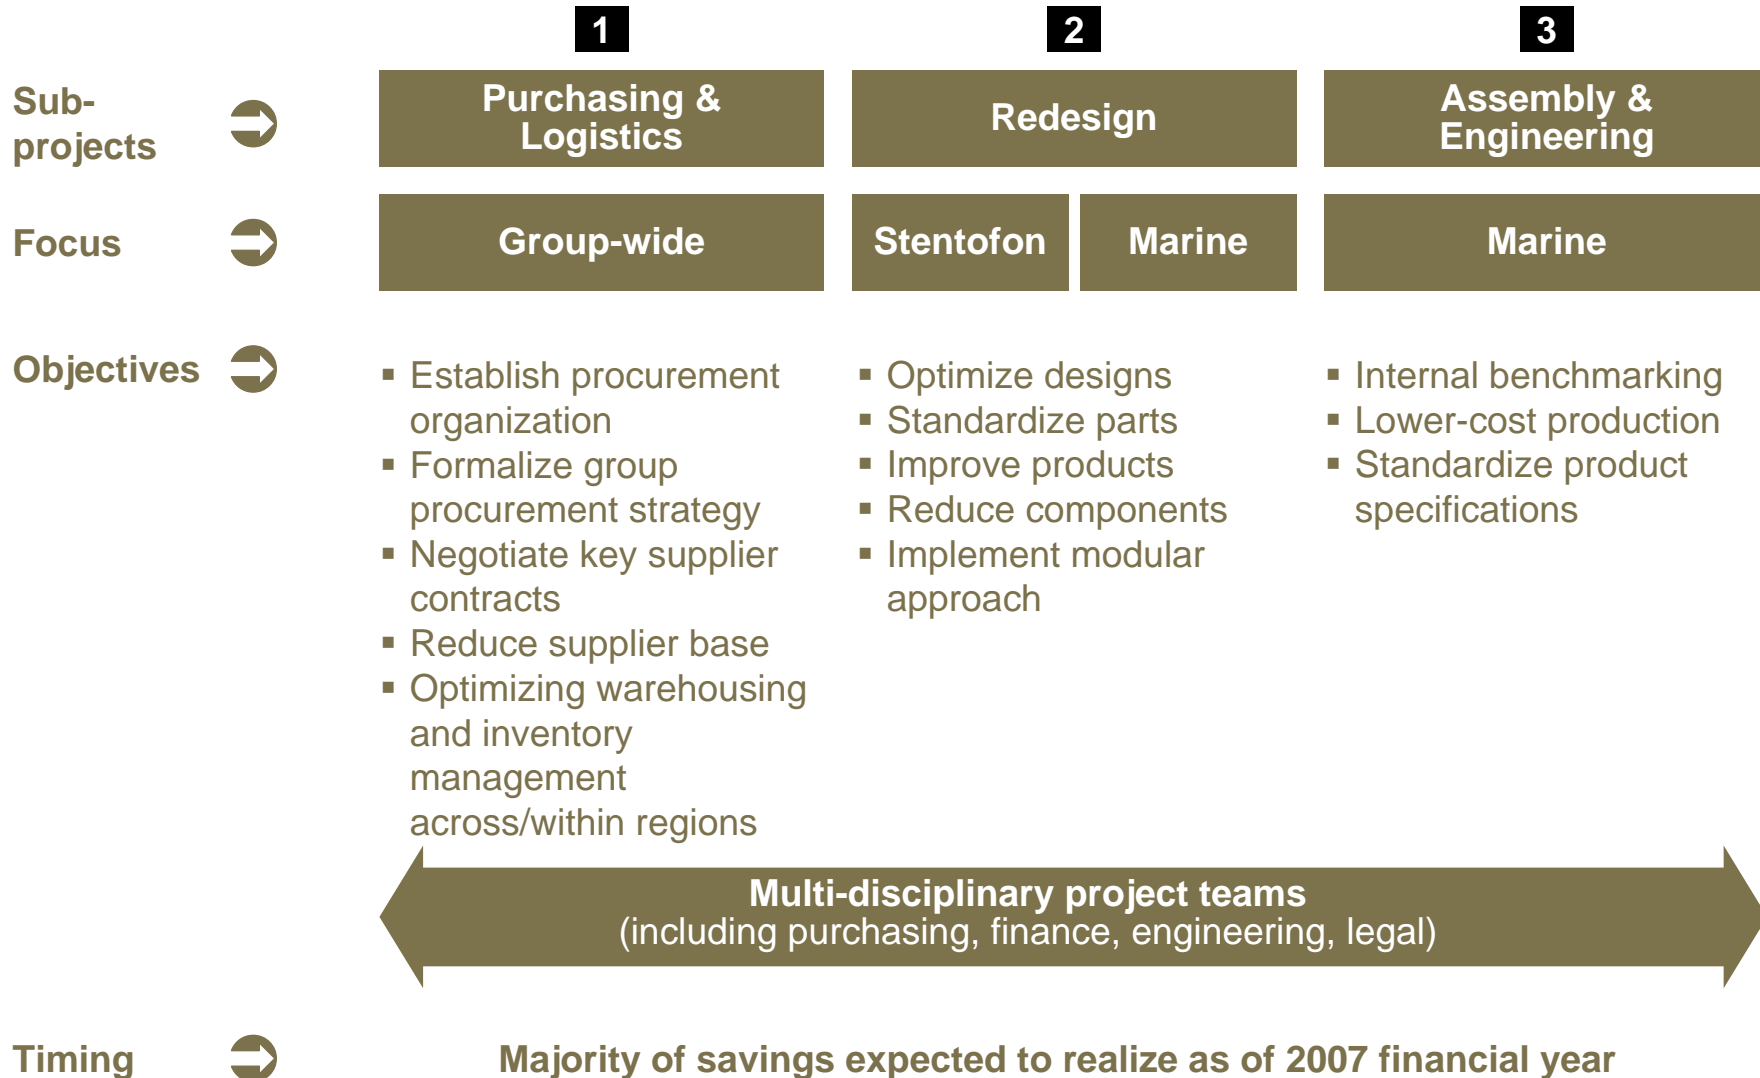 1
2
3
Sub-
projects
Purchasing &
Logistics
Redesign
Assembly &
Engineering
Focus
Group-wide
Stentofon
Marine
Marine
Objectives
▪ Establish procurement
organization
▪ Formalize group
procurement strategy
▪ Negotiate key supplier
contracts
▪ Reduce supplier base
▪ Optimizing warehousing
and inventory
management
across/within regions
▪ Optimize designs
▪ Standardize parts
▪ Improve products
▪ Reduce components
▪ Implement modular
approach
▪ Internal benchmarking
▪ Lower-cost production
▪ Standardize product
specifications
Multi-disciplinary project teams
(including purchasing, finance, engineering, legal)
Timing
Majority of savings expected to realize as of 2007 financial year